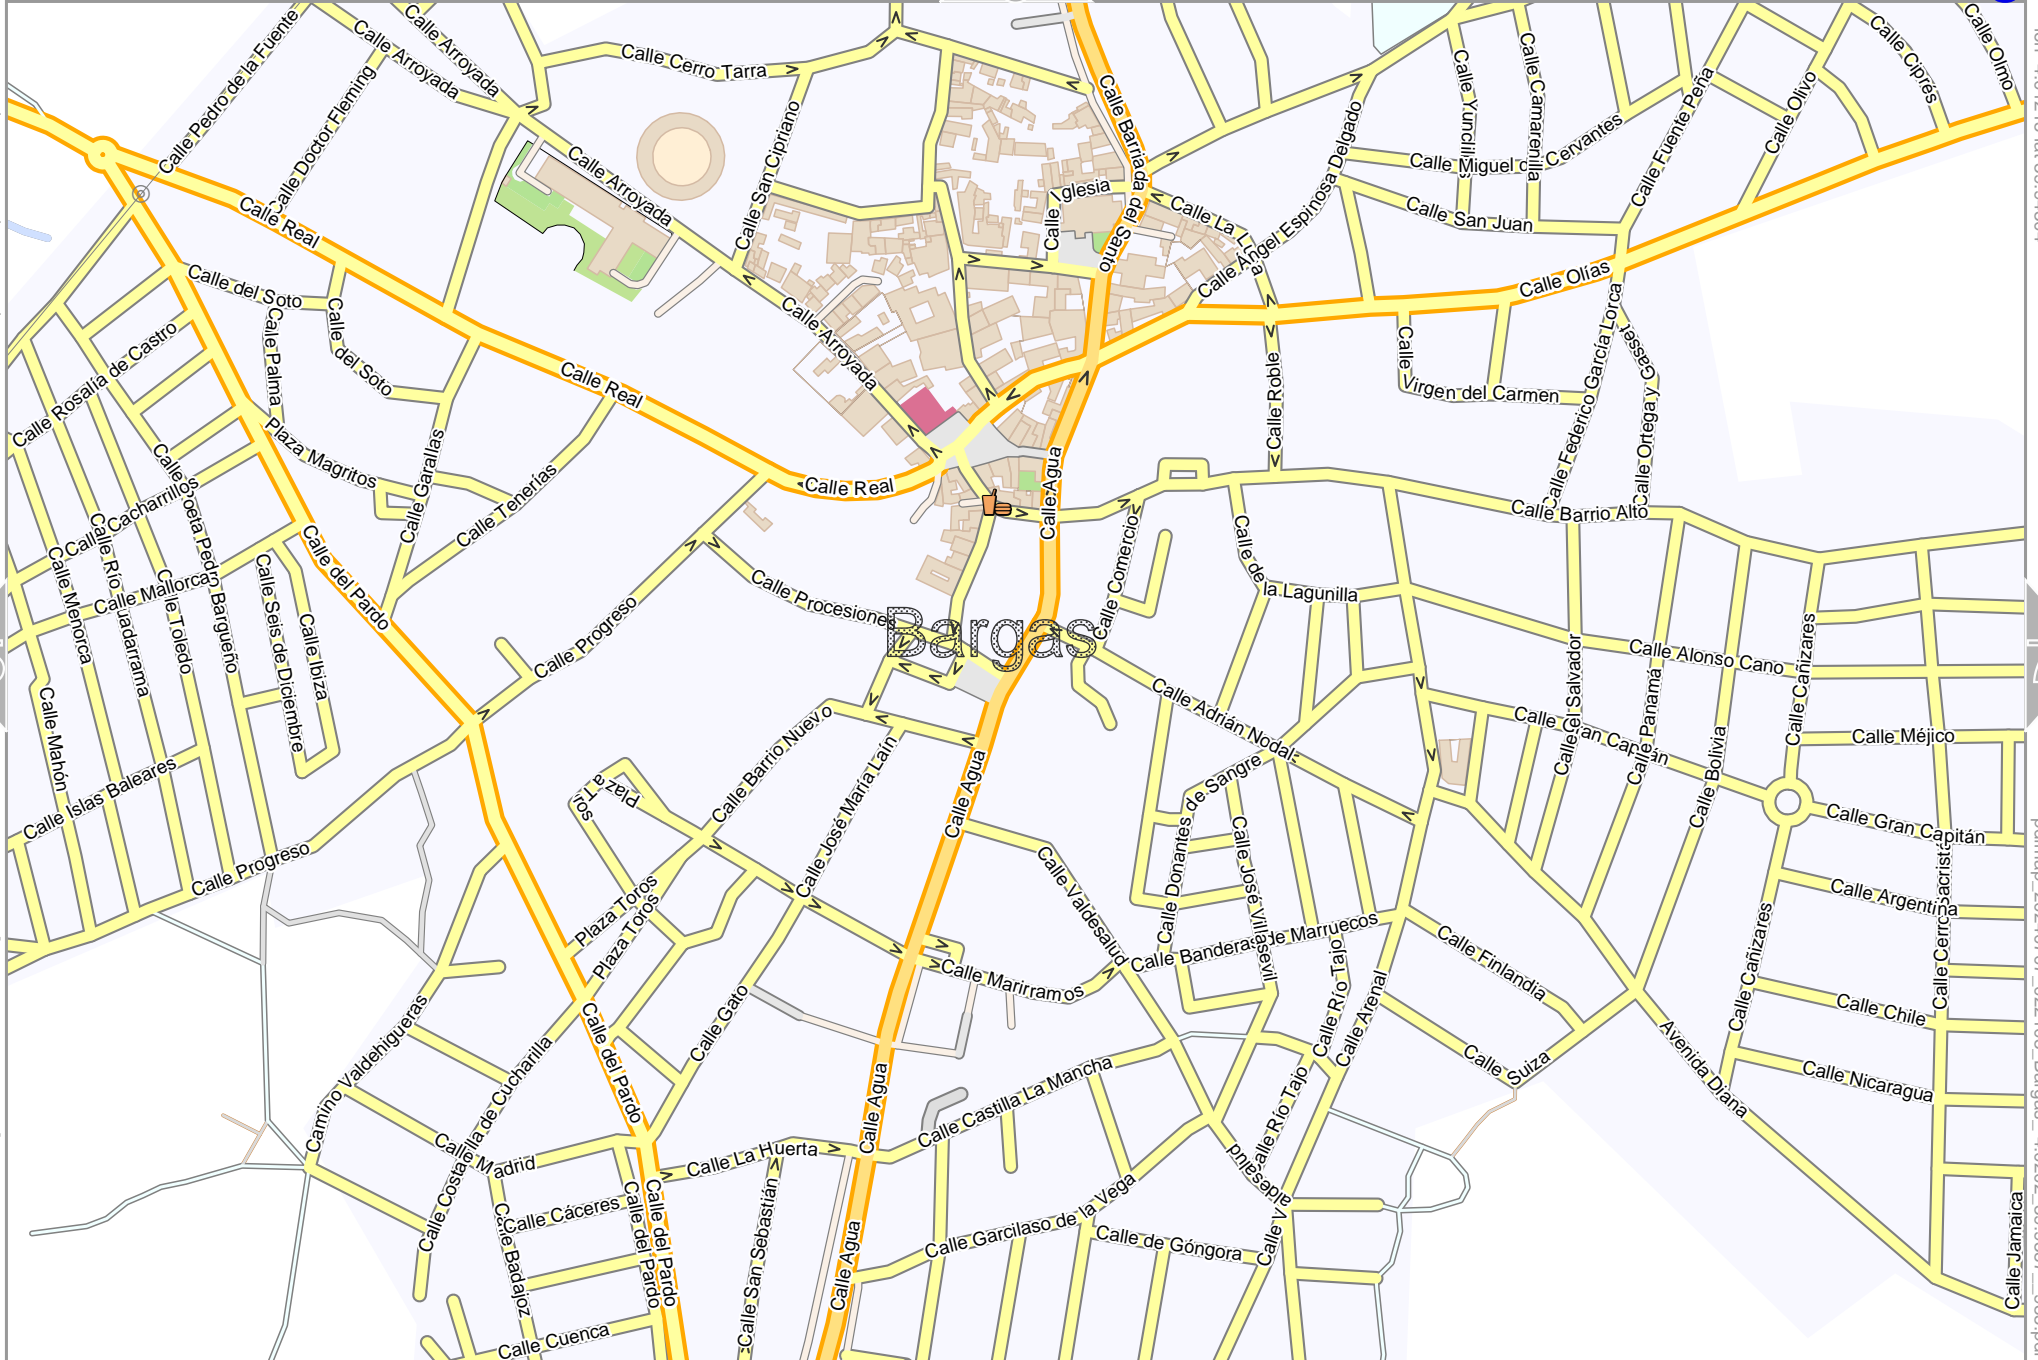 Calle Pedro de la Fuente
Calle Arroyada
Calle Arroyada
Calle Doctor Fleming
Calle Cerro Tarra
Calle San Cipriano
Calle Arroyada
Calle Barriada del Santo
Calle Iglesia
Calle La Luna
Calle Ángel Espinosa Delgado
Calle Yuncillos
Calle Camarenilla
Calle Miguel de Cervantes
Calle San Juan
Calle Fuente Peña
Calle Olivo
Calle Ciprés
Calle Olmo
Calle Real
Calle del Soto
Calle Palma
Calle del Soto
Calle Arroyada
Calle Olías
Calle Rosalía de Castro
Calle Real
Calle Roble
Calle
Virgen del Carmen
Calle Federico García Lorca
Calle Ortega y Gasset
Plaza Magritos
Calle Garallas
Calle Tenerías
Calle Real
Calle Agua
Calle Barrio Alto
Calle Cacharrillos
Calle Poeta Pedro Barqueño
Calle Menorca
Calle Río Guadarrama
Calle Toledo
Calle Mallorca
Calle Seis de Diciembre
Calle Ibiza
Calle del Pardo
Calle Progreso
Calle Procesiones
Bargas
Calle Comercio
Calle de la Lagunilla
Calle Alonso Cano
Calle Cañizares
Calle del Salvador
Calle Panamá
Calle Bolivia
Calle Gran Capitán
Calle Méjico
Calle Mahón
Calle Islas Baleares
Calle Progreso
Plaza Toros
Calle Barrio Nuevo
Calle José María Laín
Calle Agua
Calle Adrián Nodal
Calle Donantes de Sangre
Calle José Villasevil
Calle Gran Capitán
Calle Argentina
Calle Cerro Sacristán
Calle Valdesalud
Plaza Toros
Plaza Toros
Calle Marirramos
Calle Banderas de Marruecos
Calle Río Tajo
Calle Arenal
Calle Finlandia
Calle Cañizares
Calle Chile
Calle Suiza
Avenida Diana
Calle Nicaragua
Calle Jamaica
Camino Valdehigueras
Calle Costanilla de Cucharilla
Calle del Pardo
Calle Gato
Calle Agua
Calle Castilla La Mancha
Calle Río Tajo
Calle Madrid
Calle La Huerta
Calle Cáceres
Calle Badajoz
Calle del Pardo
Calle del Pardo
Calle San Sebastián
Calle Agua
Calle Garcilaso de la Vega
Calle de Góngora
Calle Valdesalud
Calle Cuenca